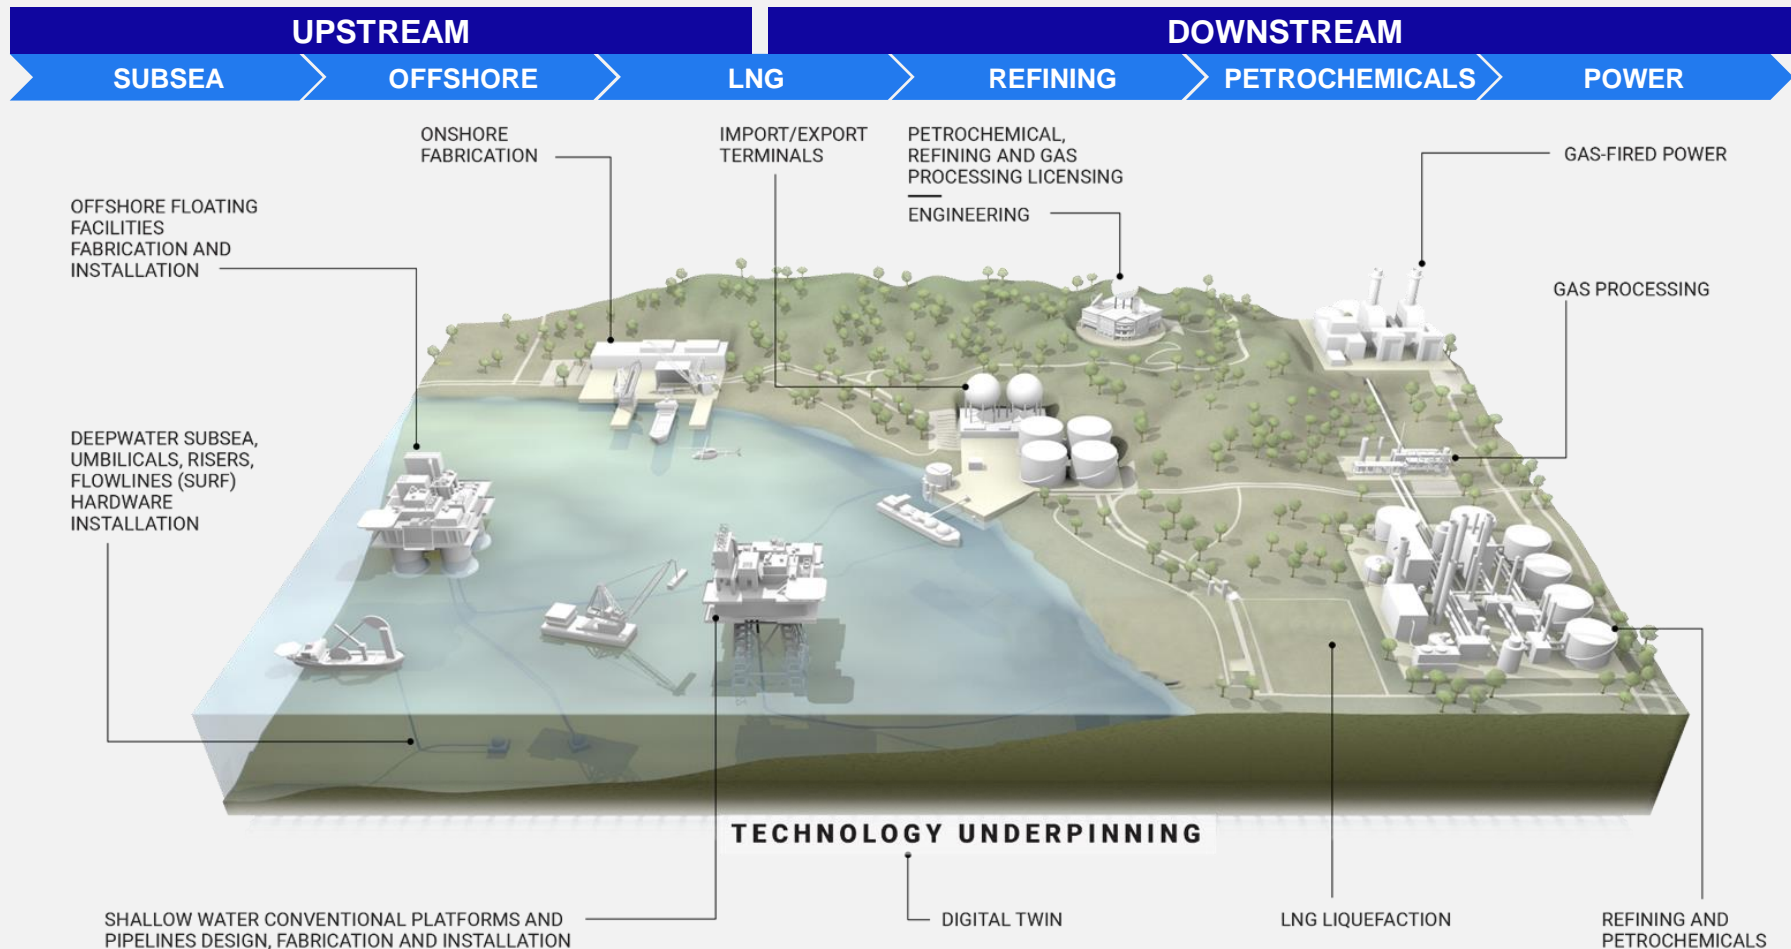 UPSTREAM
DOWNSTREAM
SUBSEA
OFFSHORE
LNG
REFINING
PETROCHEMICALS
POWER
ONSHORE
FABRICATION
IMPORT/EXPORT
TERMINALS
PETROCHEMICAL,
REFINING AND GAS
PROCESSING LICENSING
ENGINEERING
GAS-FIRED POWER
OFFSHORE FLOATING
FACILITIES
FABRICATION AND
INSTALLATION
GAS PROCESSING
DEEPWATER SUBSEA,
UMBILICALS, RISERS,
FLOWLINES (SURF)
HARDWARE
INSTALLATION
TECHNOLOGY UNDERPINNING
SHALLOW WATER CONVENTIONAL PLATFORMS AND
PIPELINES DESIGN, FABRICATION AND INSTALLATION
DIGITAL TWIN
LNG LIQUEFACTION
REFINING AND
PETROCHEMICALS